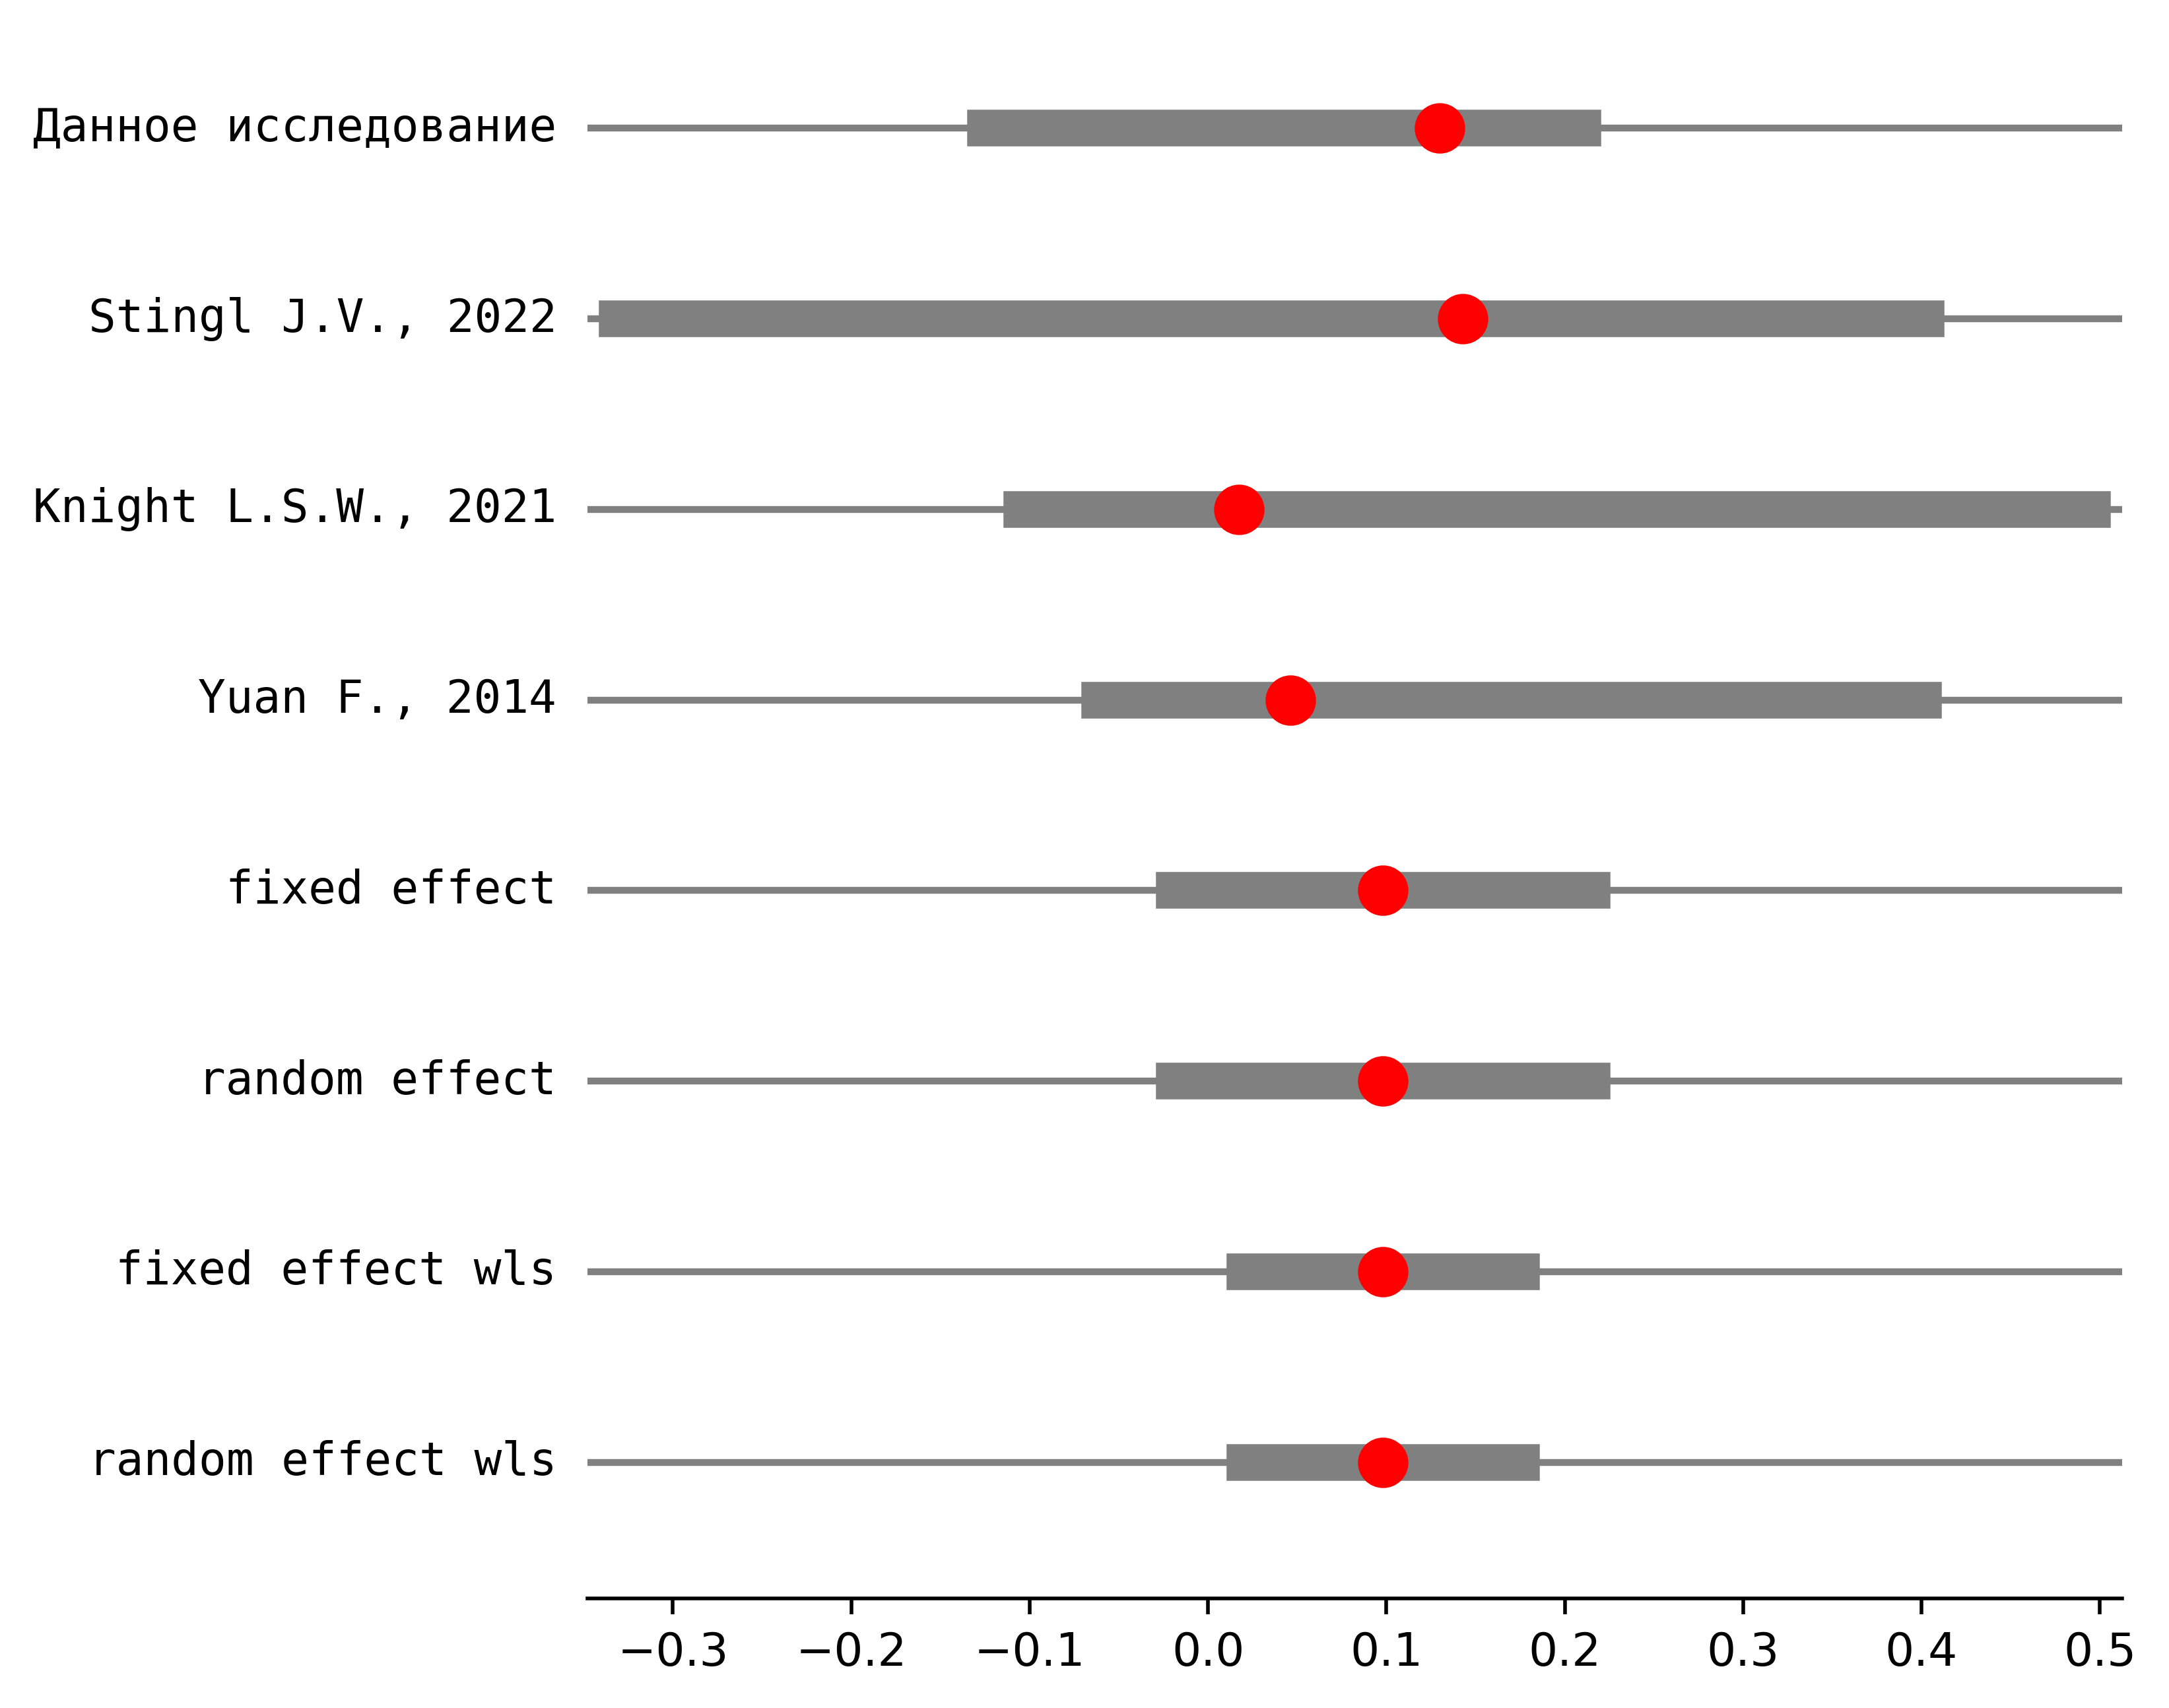 Данное исследование
Stingl J.V., 2022
Knight L.S.W., 2021
Yuan F., 2014
fixed effect
random effect
fixed effect wls
random effect wls
−0.3 −0.2 −0.1 0.0 0.1 0.2 0.3 0.4 0.5